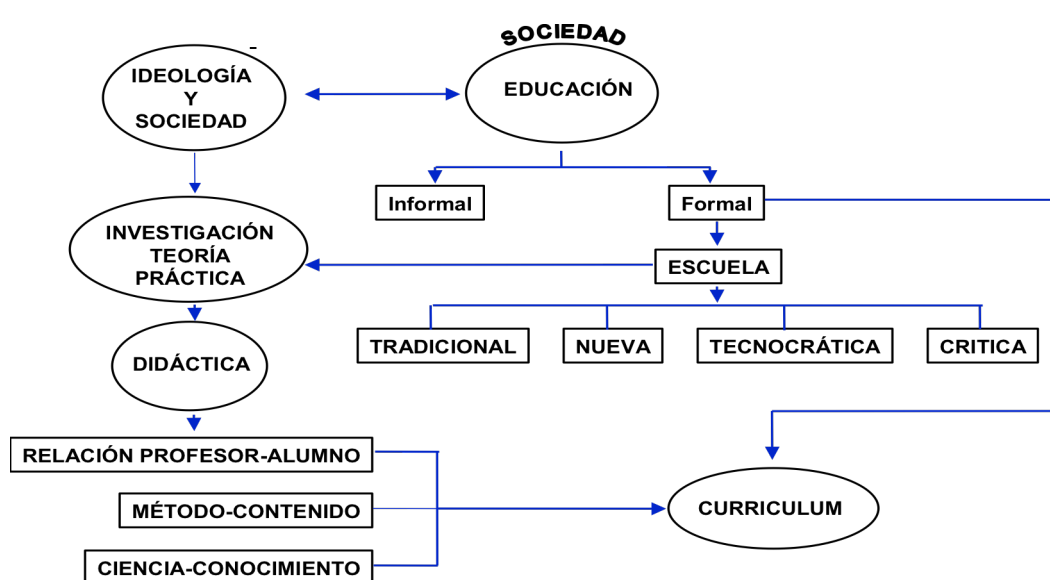 SOCIEDAD
IDEOLOGÍA
Y
SOCIEDAD
EDUCACIÓN
Informal
Formal
INVESTIGACIÓN
TEORÍA
PRÁCTICA
ESCUELA
TRADICIONAL
NUEVA
TECNOCRÁTICA
CRITICA
DIDÁCTICA
RELACIÓN PROFESOR-ALUMNO
MÉTODO-CONTENIDO
CURRICULUM
CIENCIA-CONOCIMIENTO